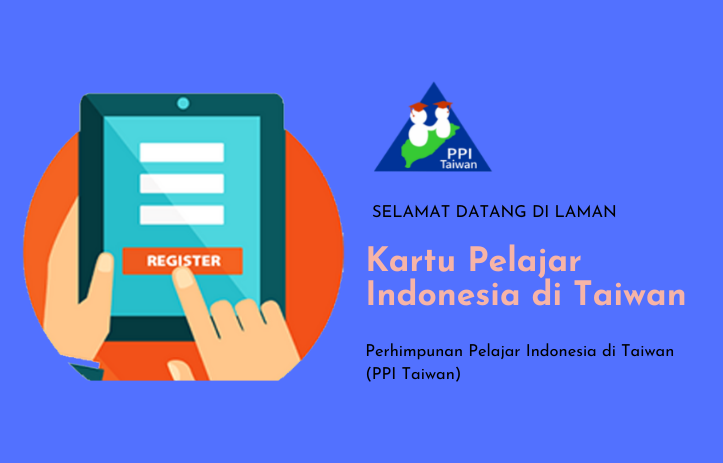 PPI
Taiwan
SELAMAT DATANG DI LAMAN
Kartu Pelajar
Indonesia di Taiwan
REGISTER
Perhimpunan Pelajar Indonesia di Taiwan
(PPI Taiwan)